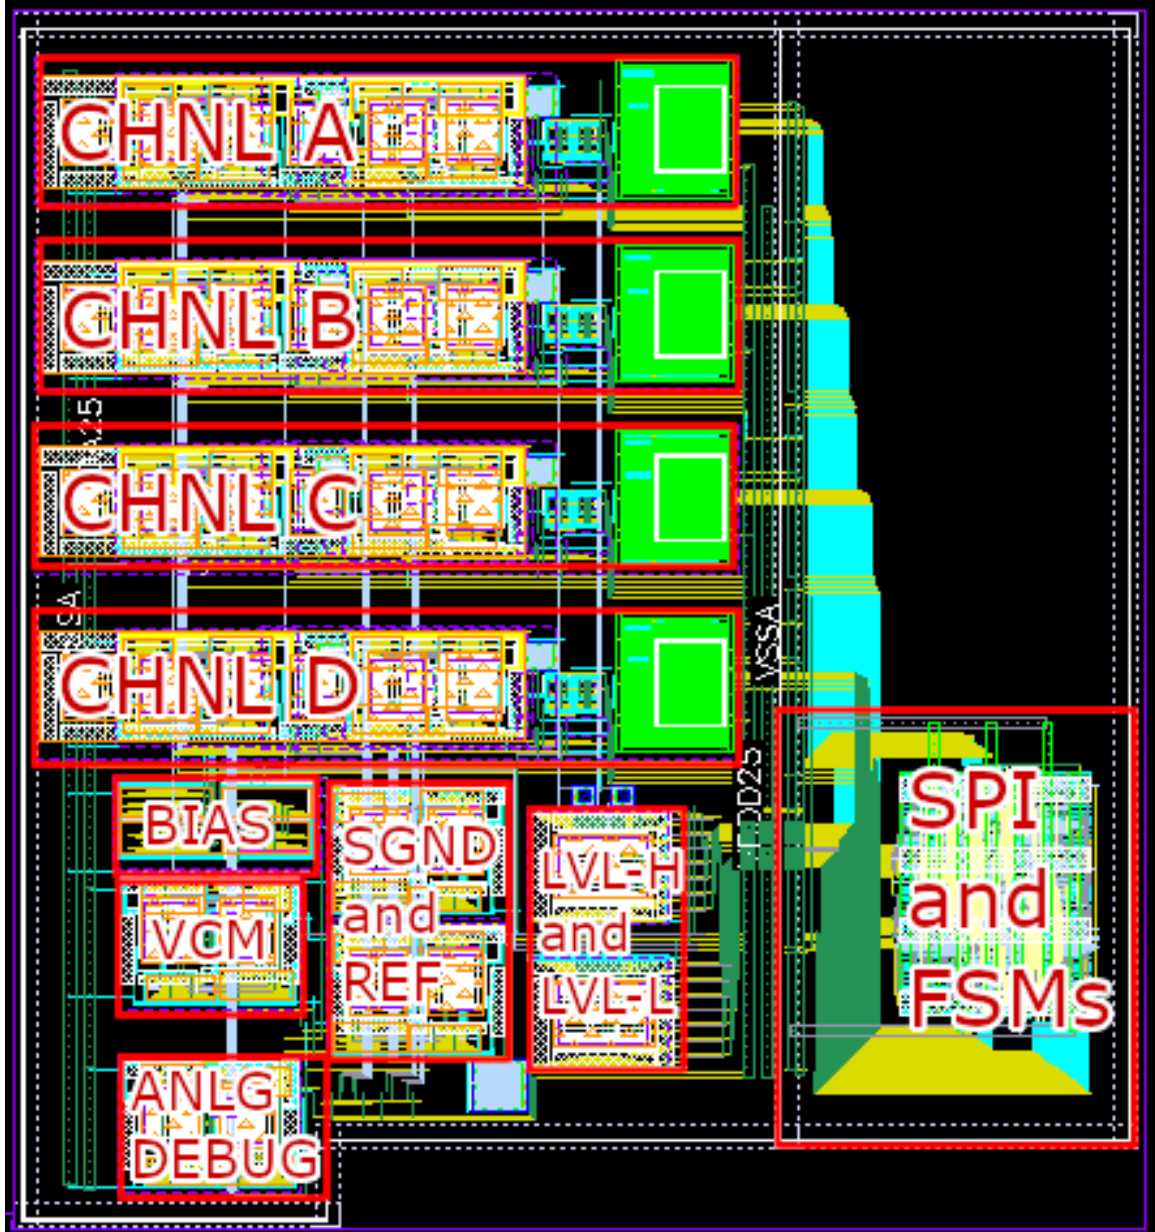 CHNL A
CHNL B
CHNL C
CHNL D
VSSA
BIAS
SGND
and
REF
VCM
LVL-H
and
LVL-L
ANLG
DEBUG
SPI
and
FSMs